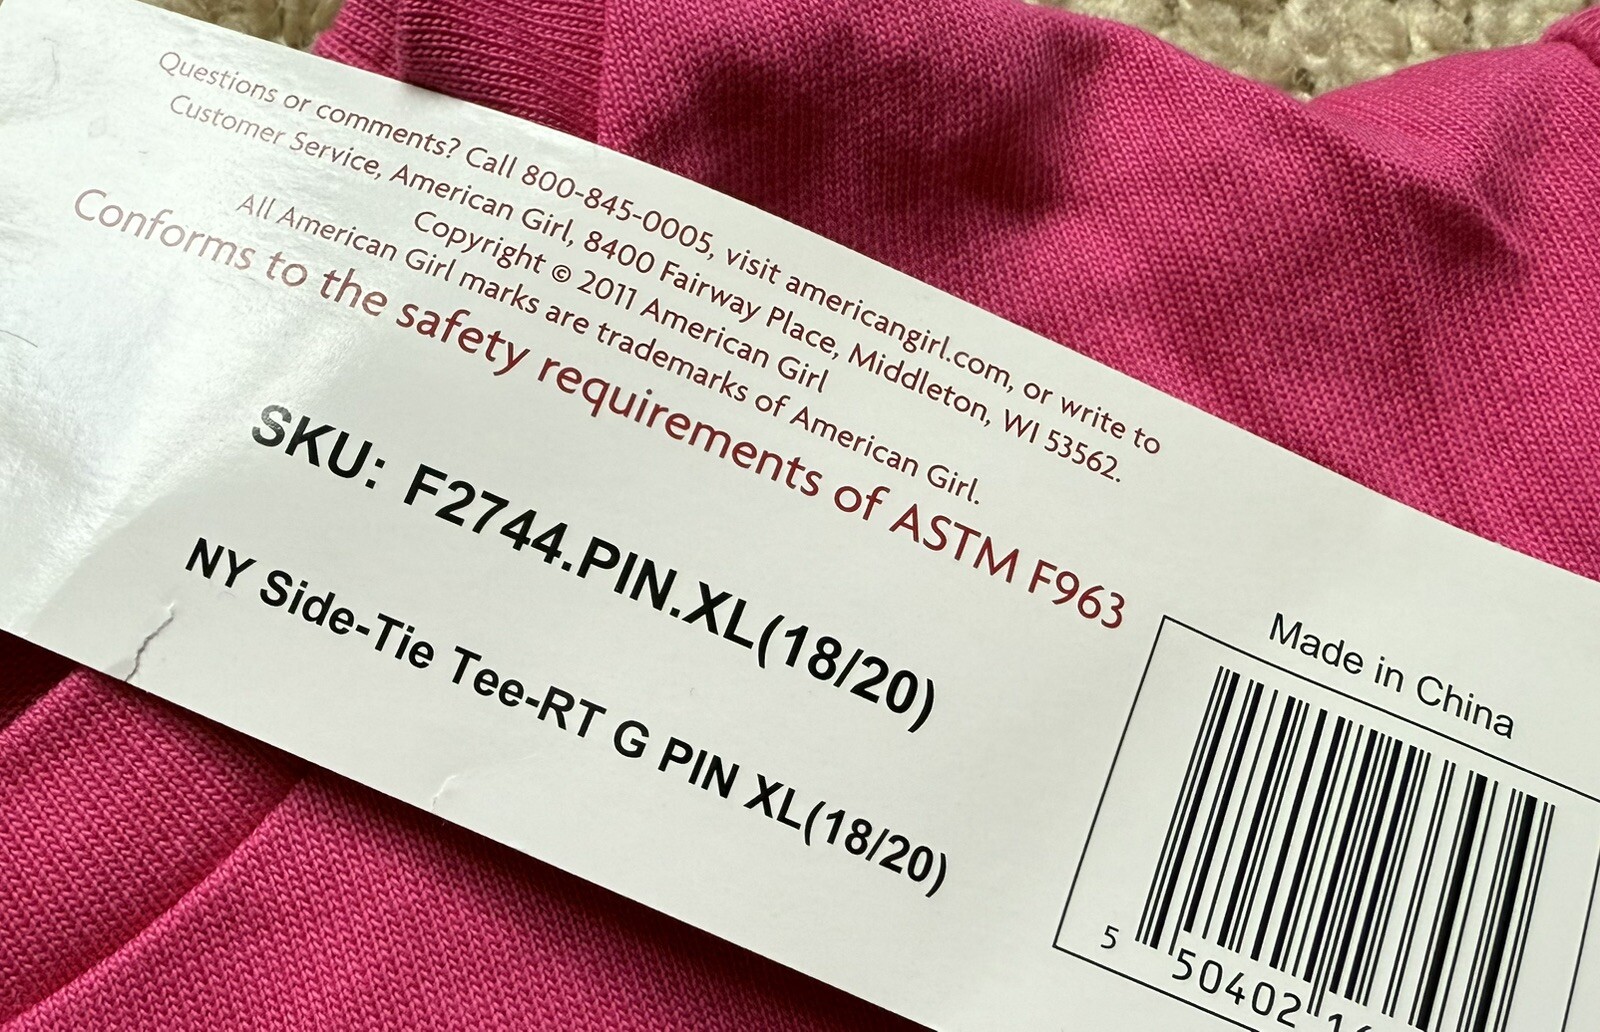 Questions or comments? Call 800-845-0005, visit americangirl.com, or write to
Customer Service, American Girl, 8400 Fairway Place, Middleton, WI 53562.
Copyright © 2011 American Girl
All American Girl marks are trademarks of American Girl.
Conforms to the safety requirements of ASTM F963
SKU: F2744.PIN.XL(18/20)
NY Side-Tie Tee-RT G PIN XL(18/20)
Made in China
5 50402